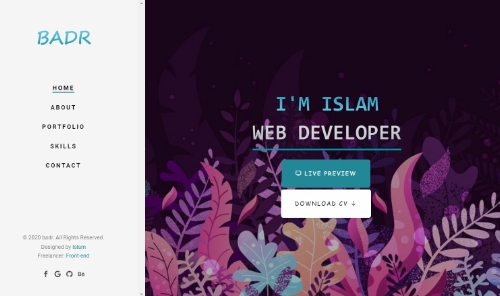 BADR
HOME
ABOUT
PORTFOLIO
SKILLS
CONTACT
© 2020 badr. All Rights Reserved.
Designed by Islam
Freelancer Front-end
I'M ISLAM
WEB DEVELOPER
LIVE PREVIEW
DOWNLOAD CV